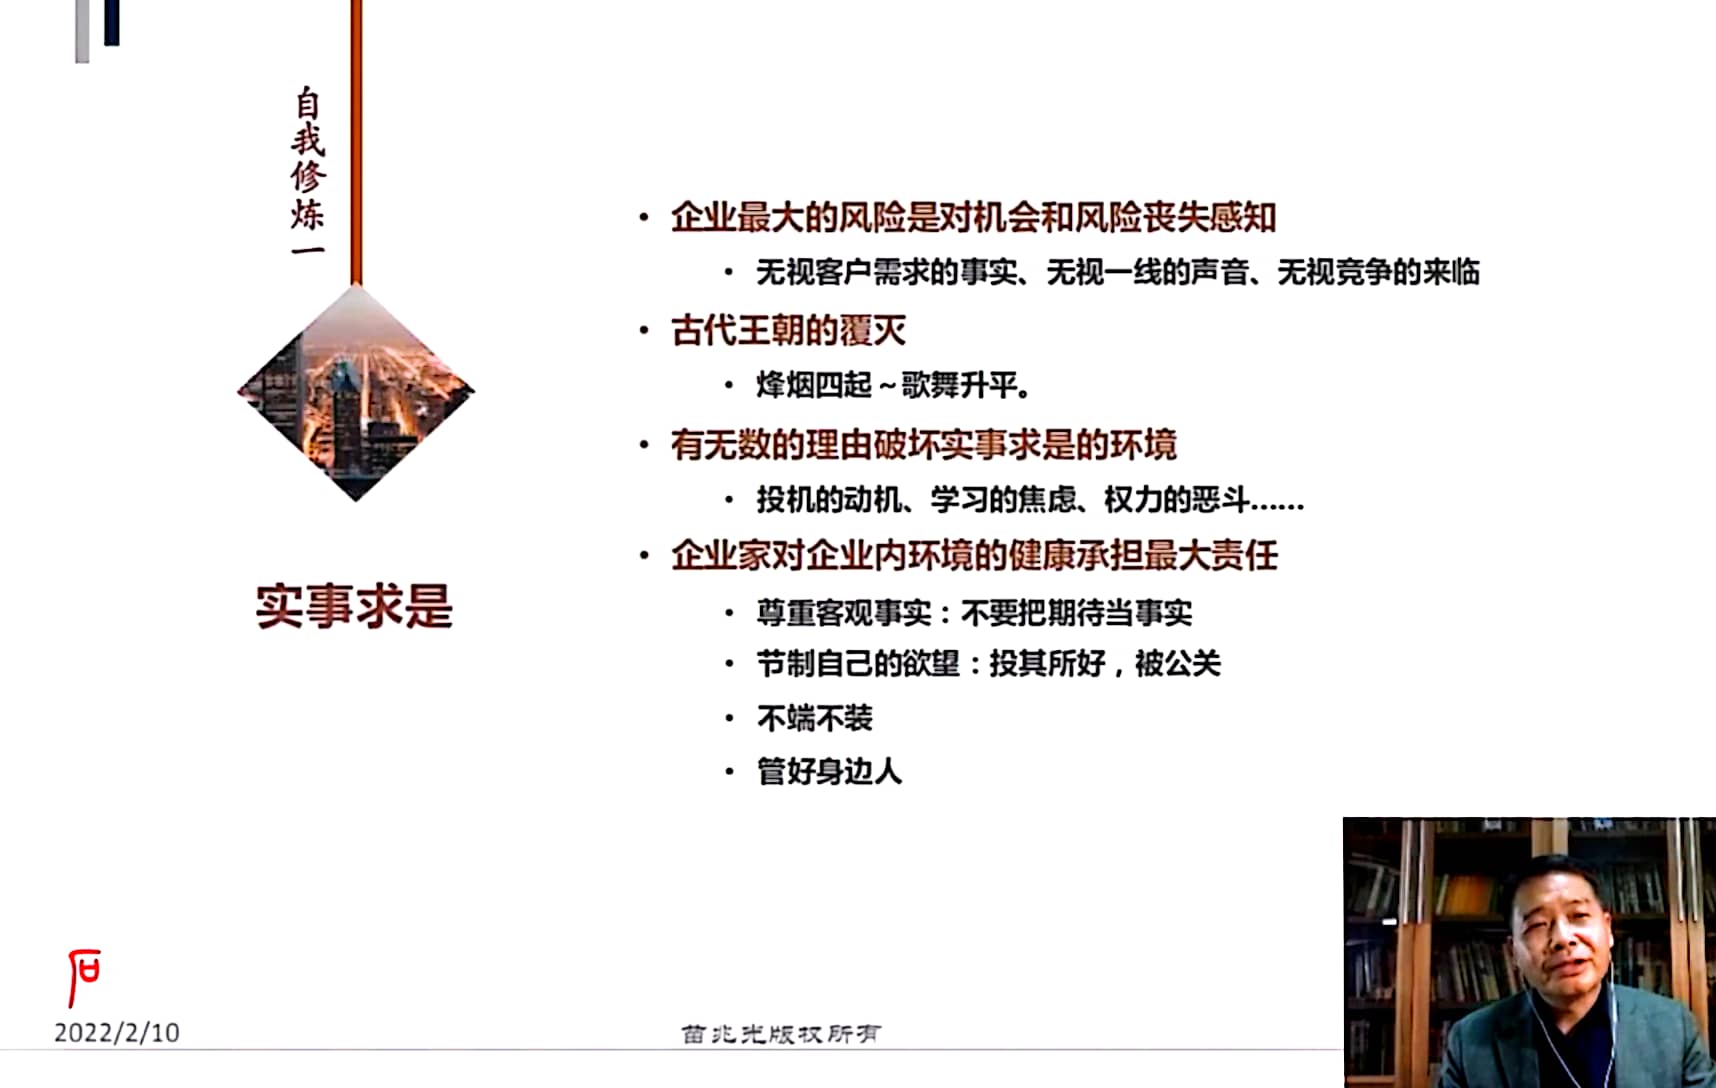 自我修炼一
实事求是
• 企业最大的风险是对机会和风险丧失感知
• 无视客户需求的事实、无视一线的声音、无视竞争的来临
• 古代王朝的覆灭
• 烽烟四起~歌舞升平。
• 有无数的理由破坏实事求是的环境
• 投机的动机、学习的焦虑、权力的恶斗......
• 企业家对企业内环境的健康承担最大责任
• 尊重客观事实：不要把期待当事实
• 节制自己的欲望：投其所好，被公关
• 不端不装
• 管好身边人
石
2022/2/10
苗兆光版权所有